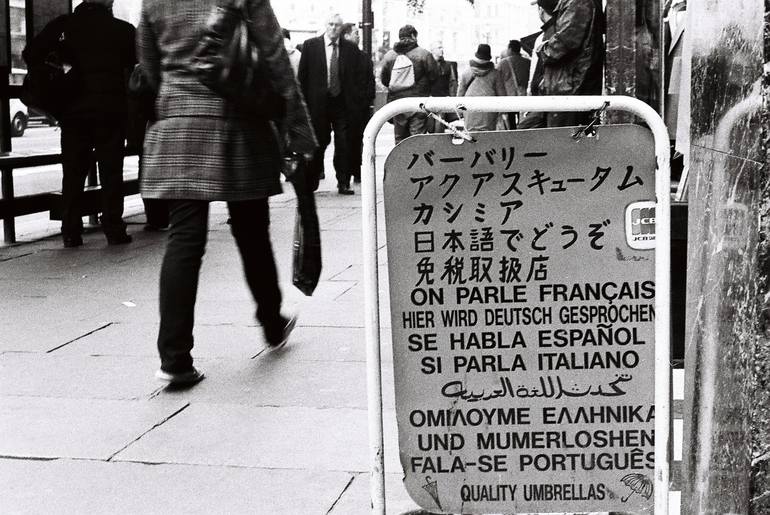 バーバリー
アクアスキュータム
カシミア
日本語でどうぞ
免税取扱店
JCB
JCB
ON PARLE FRANÇAIS
HIER WIRD DEUTSCH GESPROCHEN
SE HABLA ESPAÑOL
SI PARLA ITALIANO
نتحدث اللغة العربية
ΟΜΙΛΟΥΜΕ ΕΛΛΗΝΙΚΑ
UND MUMERLOSHEN
FALA-SE PORTUGUÊS
QUALITY UMBRELLAS